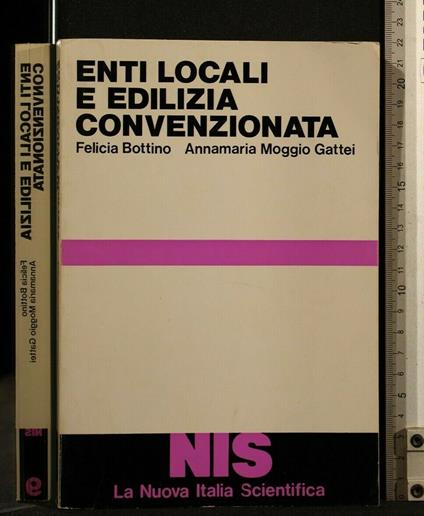 ENTI LOCALI
E EDILIZIA
CONVENZIONATA
Felicia Bottino Annamaria Moggio Gattei
NIS
La Nuova Italia Scientifica
ENTI LOCALI E EDILIZIA
CONVENZIONATA
Felicia Bottino
Annamaria Moggio Gattei
NIS